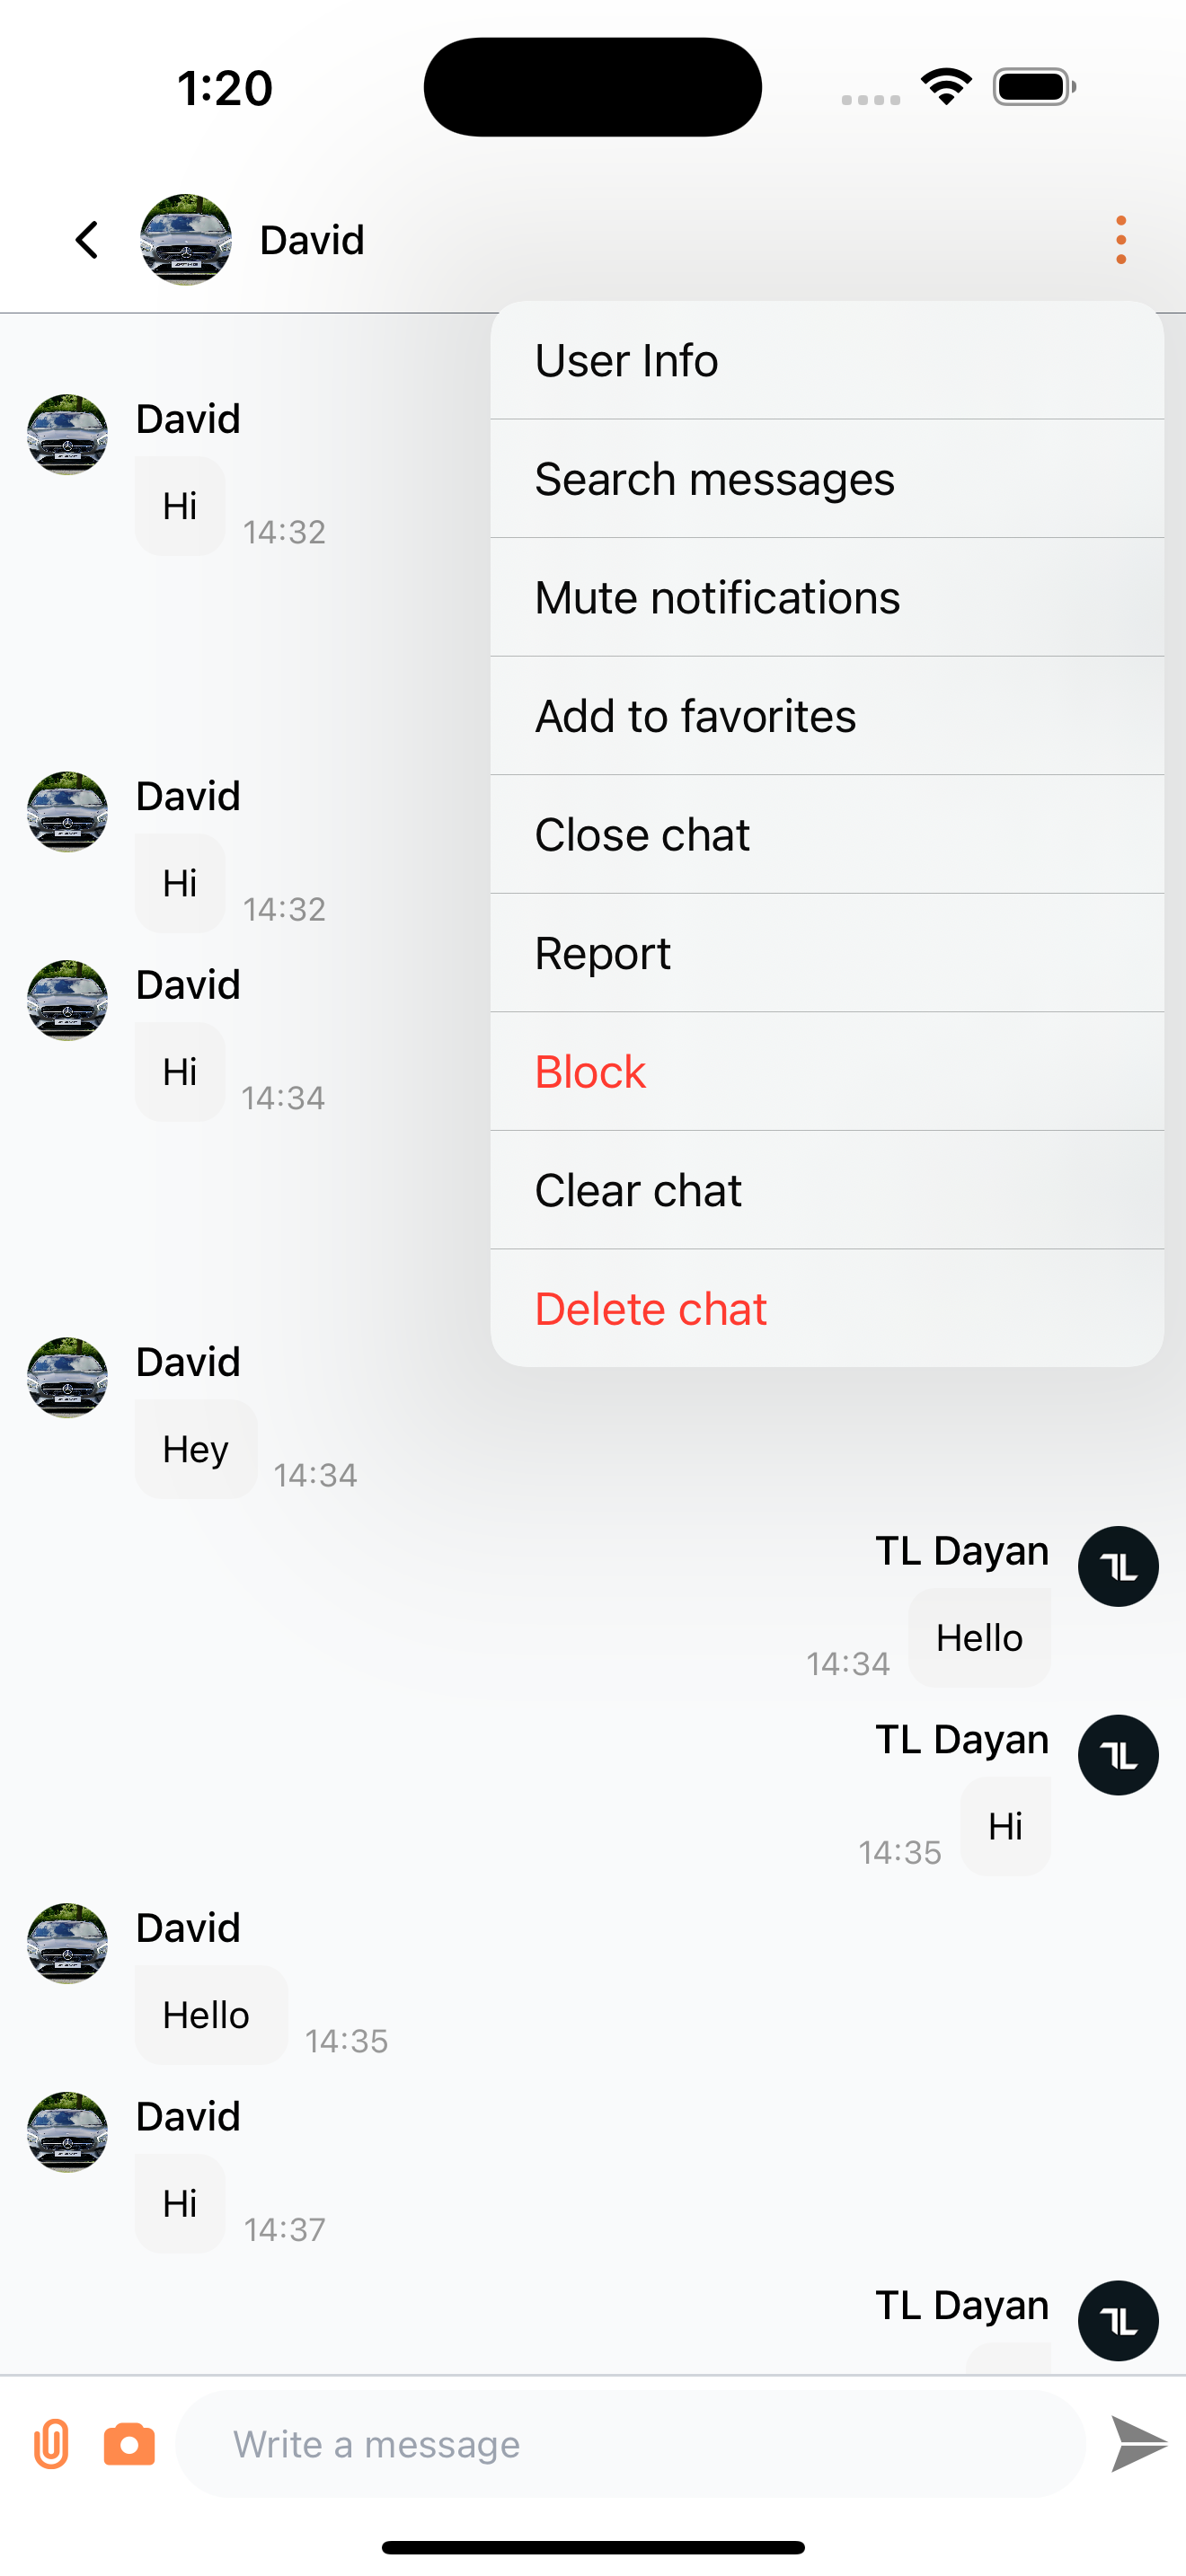 1:20
David
User Info
Search messages
Mute notifications
Add to favorites
Close chat
Report
Block
Clear chat
Delete chat
David
Hi
14:32
David
Hi
14:32
David
Hi
14:34
David
Hey
14:34
TL Dayan
TL
14:34
Hello
TL Dayan
TL
14:35
Hi
David
Hello
14:35
David
Hi
14:37
TL Dayan
TL
Write a message